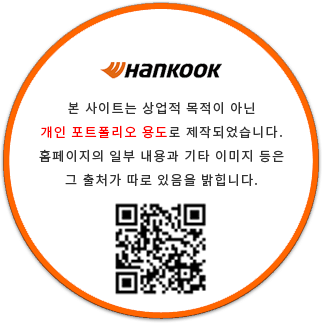 HANKOOK
본 사이트는 상업적 목적이 아닌
개인 포트폴리오 용도로 제작되었습니다.
홈페이지의 일부 내용과 기타 이미지 등은
그 출처가 따로 있음을 밝힙니다.